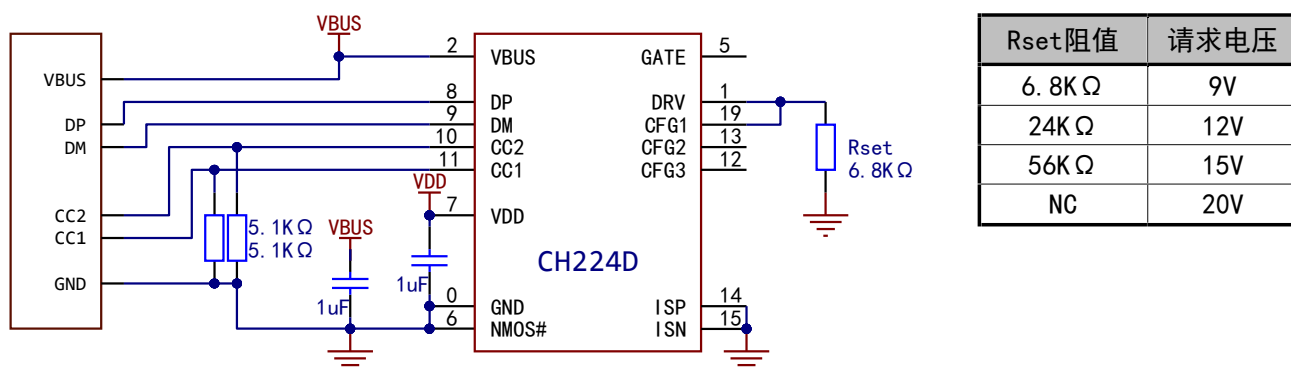 VBUS
VBUS
DP
DM
CC2
CC1
GND
5.1KΩ
5.1KΩ
VBUS
1uF
VDD
1uF
2 VBUS
8 DP
9 DM
10 CC2
11 CC1
7 VDD
0 GND
6 NMOS#
CH224D
GATE 5
DRV 1
CFG1 19
CFG2 13
CFG3 12
ISP 14
ISN 15
Rset
6.8KΩ
Rset阻值 请求电压
6.8KΩ 9V
24KΩ 12V
56KΩ 15V
NC 20V